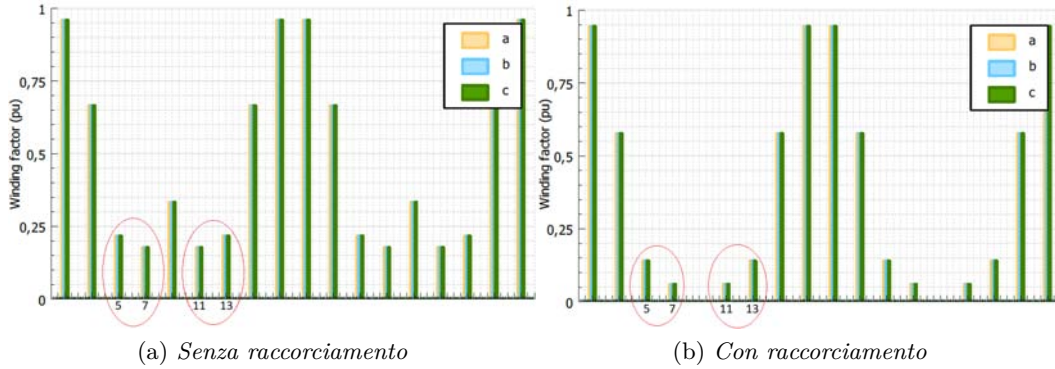 1
0,75
0,5
0,25
0
Winding factor (pu)
a
b
c
5 7 11 13
(a) Senza raccorciamento
1
0,75
0,5
0,25
0
Winding factor (pu)
a
b
c
5 7 11 13
(b) Con raccorciamento